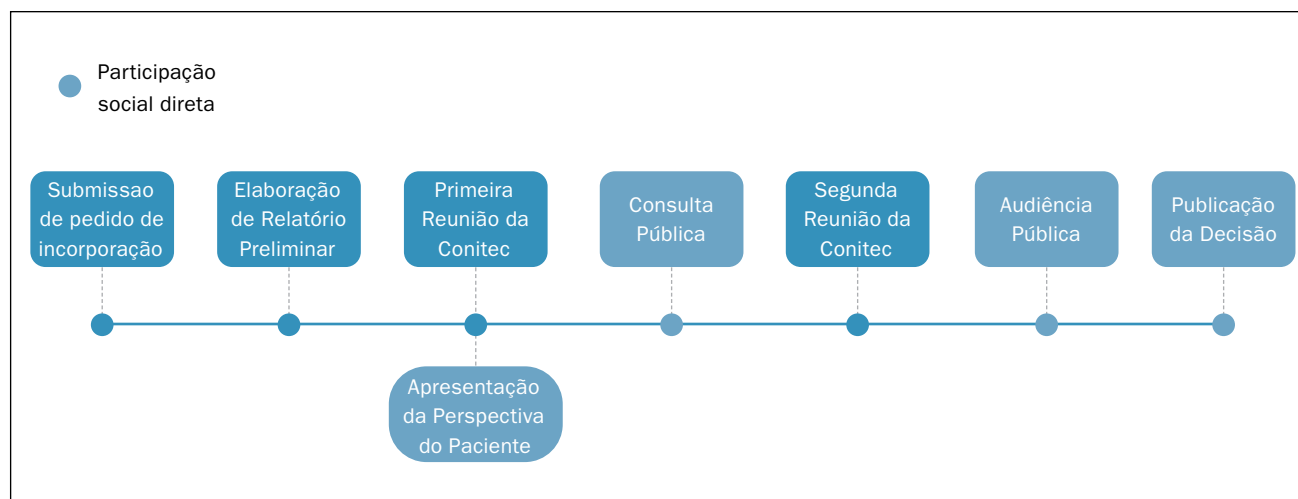 Participação
social direta
Submissao
de pedido de
incorporação
Elaboração
de Relatório
Preliminar
Primeira
Reunião da
Conitec
Consulta
Pública
Segunda
Reunião da
Conitec
Audiência
Pública
Publicação
da Decisão
Apresentação
da Perspectiva
do Paciente